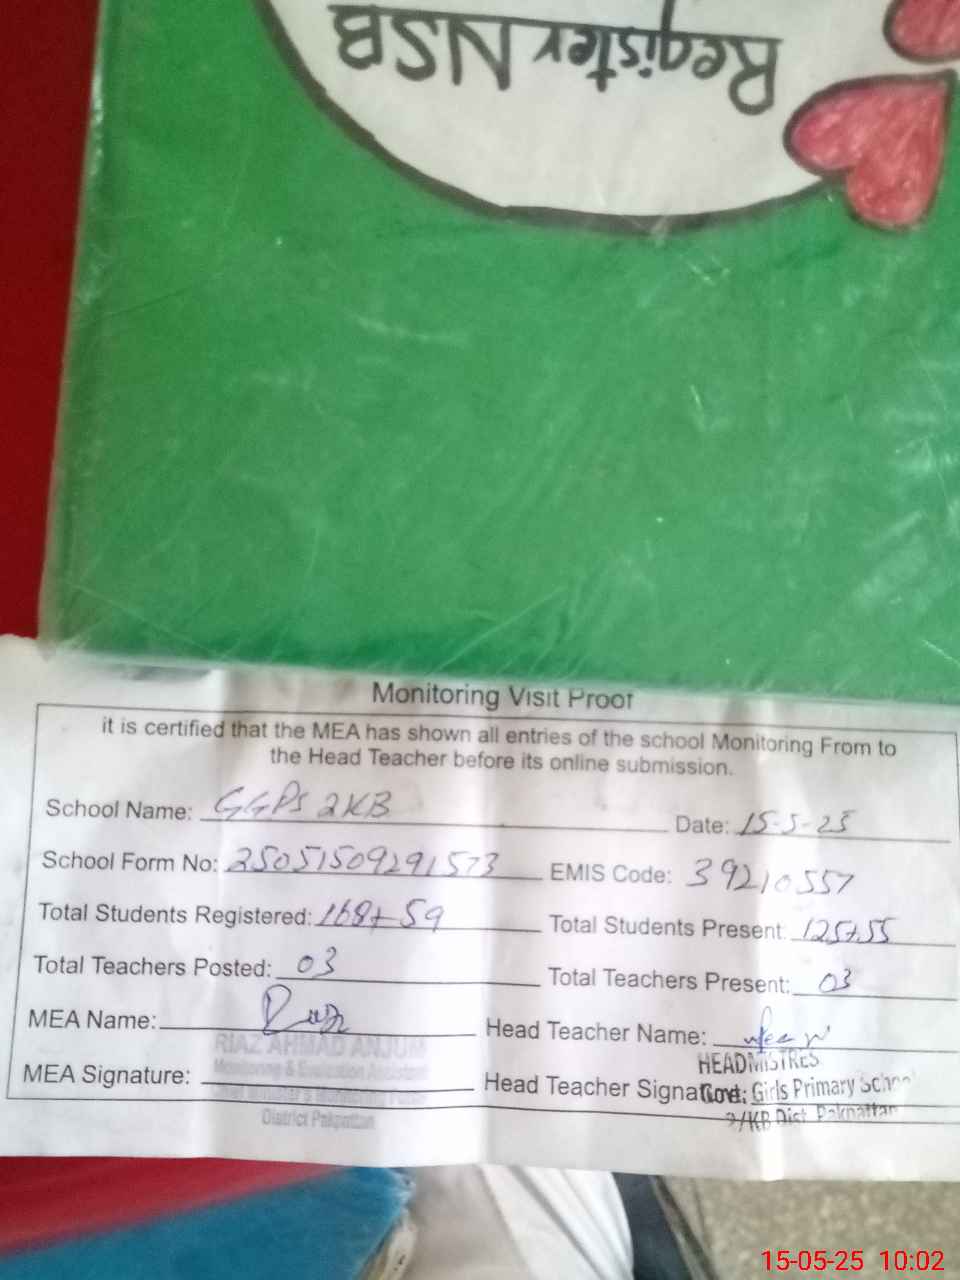 Register NSB
Monitoring Visit Proof
it is certified that the MEA has shown all entries of the school Monitoring From to
the Head Teacher before its online submission.
School Name: GGPS 2KB Date: 15-5-25
School Form No: 25051509291573 EMIS Code: 39210557
Total Students Registered: 168+59 Total Students Present: 125+55
Total Teachers Posted: 03 Total Teachers Present: 03
MEA Name: Head Teacher Name:
RIAZ AHMAD ANJUM
Monitoring & Evaluation Assistant
District Pakpattan
HEADMISTRES
MEA Signature: Head Teacher Signature:
Govt; Girls Primary School
2/KB Dist. Pakpattan
15-05-25 10:02